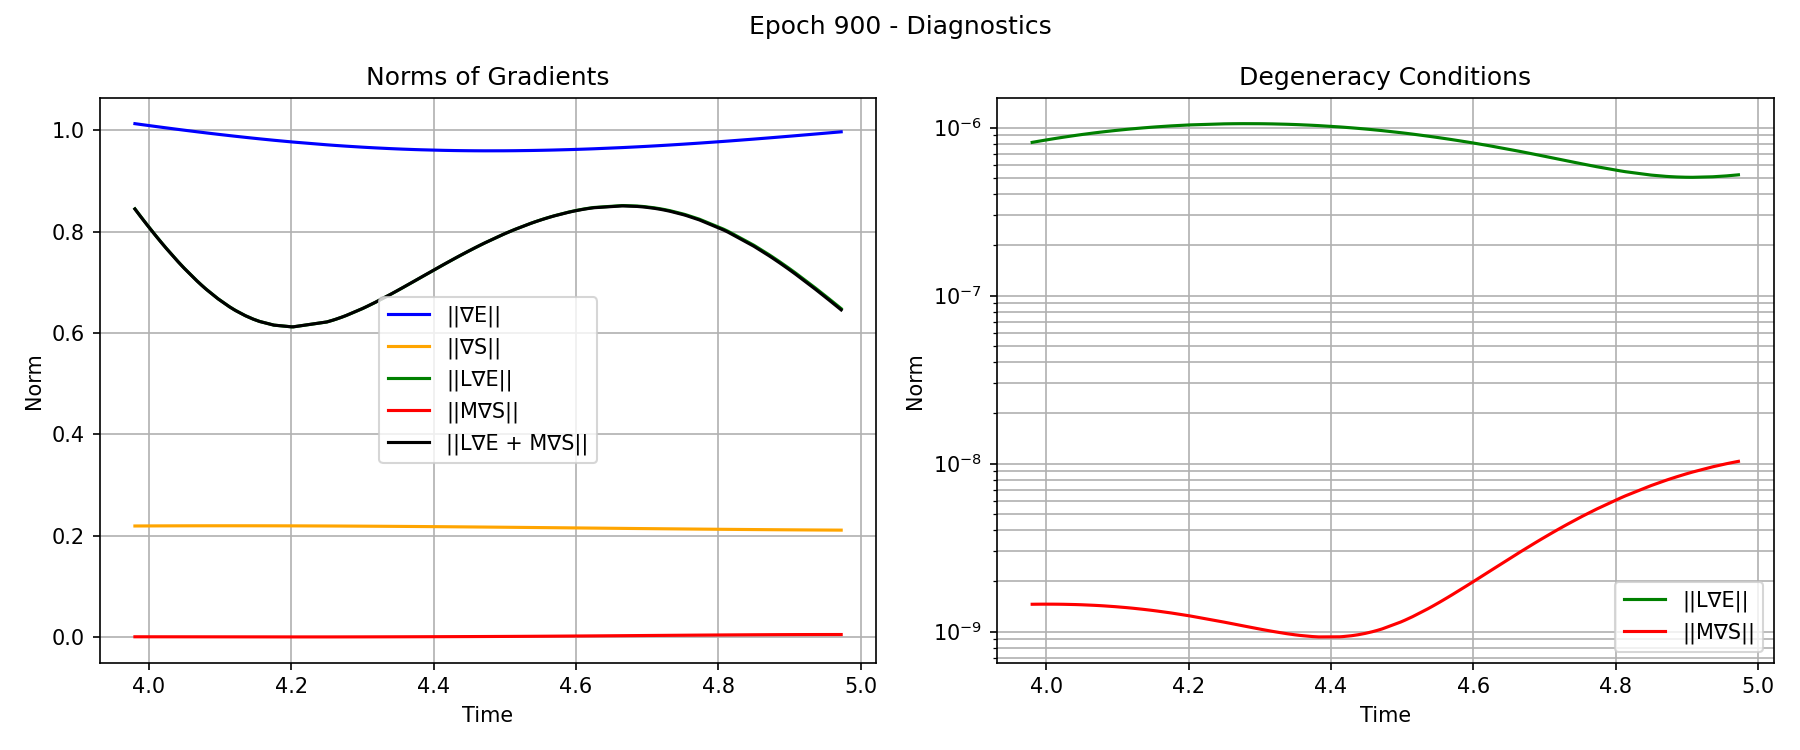 Epoch 900 - Diagnostics
Norms of Gradients
Norm
1.0
0.8
0.6
0.4
0.2
0.0
||∇E||
||∇S||
||L∇E||
||M∇S||
||L∇E + M∇S||
4.0 4.2 4.4 4.6 4.8 5.0
Time
Degeneracy Conditions
Norm
10⁻⁶
10⁻⁷
10⁻⁸
10⁻⁹
||L∇E||
||M∇S||
4.0 4.2 4.4 4.6 4.8 5.0
Time